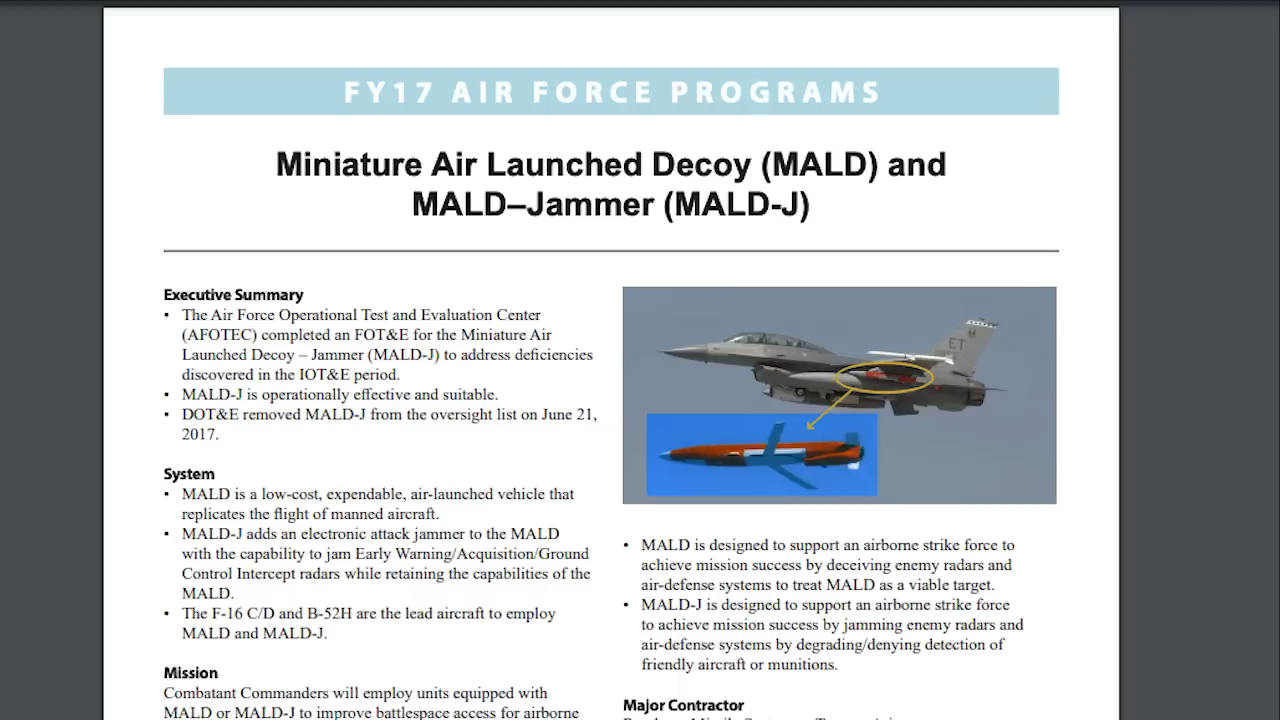 FY17 AIR FORCE PROGRAMS
Miniature Air Launched Decoy (MALD) and
MALD–Jammer (MALD-J)
Executive Summary
• The Air Force Operational Test and Evaluation Center
(AFOTEC) completed an FOT&E for the Miniature Air
Launched Decoy – Jammer (MALD-J) to address deficiencies
discovered in the IOT&E period.
• MALD-J is operationally effective and suitable.
• DOT&E removed MALD-J from the oversight list on June 21,
2017.
System
• MALD is a low-cost, expendable, air-launched vehicle that
replicates the flight of manned aircraft.
• MALD-J adds an electronic attack jammer to the MALD
with the capability to jam Early Warning/Acquisition/Ground
Control Intercept radars while retaining the capabilities of the
MALD.
• The F-16 C/D and B-52H are the lead aircraft to employ
MALD and MALD-J.
Mission
Combatant Commanders will employ units equipped with
MALD or MALD-J to improve battlespace access for airborne
ET
• MALD is designed to support an airborne strike force to
achieve mission success by deceiving enemy radars and
air-defense systems to treat MALD as a viable target.
• MALD-J is designed to support an airborne strike force
to achieve mission success by jamming enemy radars and
air-defense systems by degrading/denying detection of
friendly aircraft or munitions.
Major Contractor